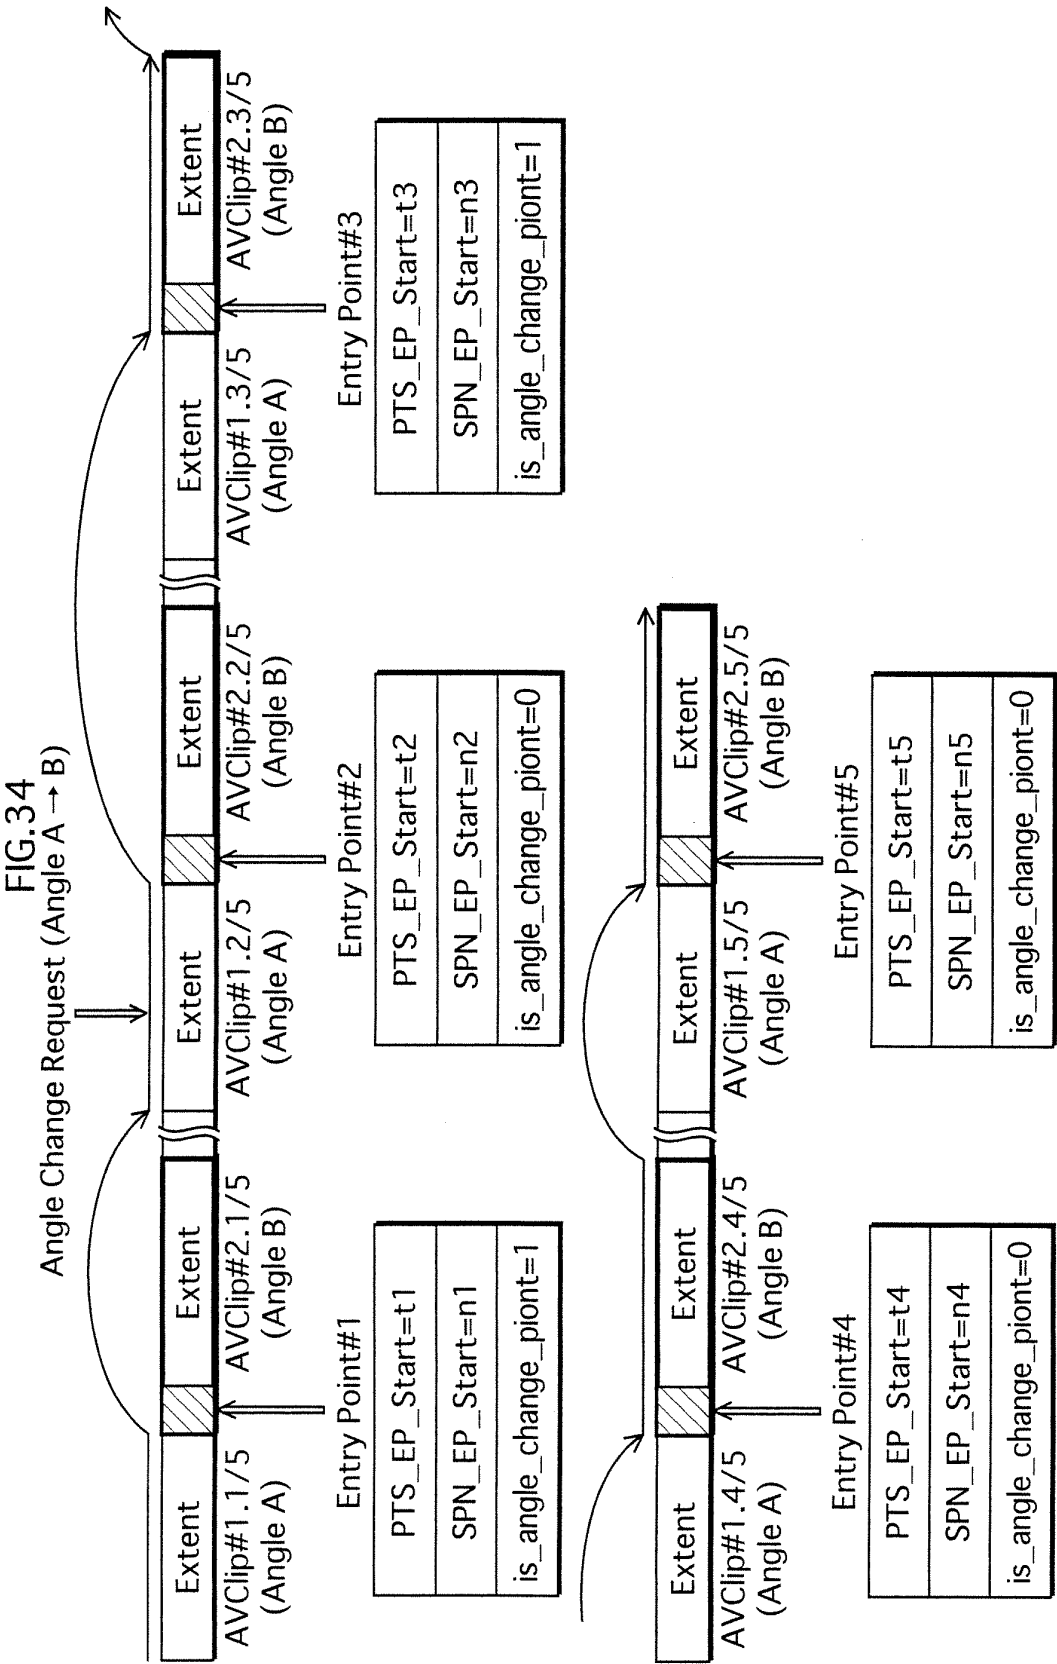 FIG.34
Angle Change Request (Angle A → B)
Extent
Extent
Extent
Extent
Extent
Extent
AVClip#1.1/5
(Angle A)
AVClip#2.1/5
(Angle B)
AVClip#1.2/5
(Angle A)
AVClip#2.2/5
(Angle B)
AVClip#1.3/5
(Angle A)
AVClip#2.3/5
(Angle B)
Entry Point#1
PTS_EP_Start=t1
SPN_EP_Start=n1
is_angle_change_piont=1
Entry Point#2
PTS_EP_Start=t2
SPN_EP_Start=n2
is_angle_change_piont=0
Entry Point#3
PTS_EP_Start=t3
SPN_EP_Start=n3
is_angle_change_piont=1
Extent
Extent
Extent
Extent
AVClip#1.4/5
(Angle A)
AVClip#2.4/5
(Angle B)
AVClip#1.5/5
(Angle A)
AVClip#2.5/5
(Angle B)
Entry Point#4
PTS_EP_Start=t4
SPN_EP_Start=n4
is_angle_change_piont=0
Entry Point#5
PTS_EP_Start=t5
SPN_EP_Start=n5
is_angle_change_piont=0